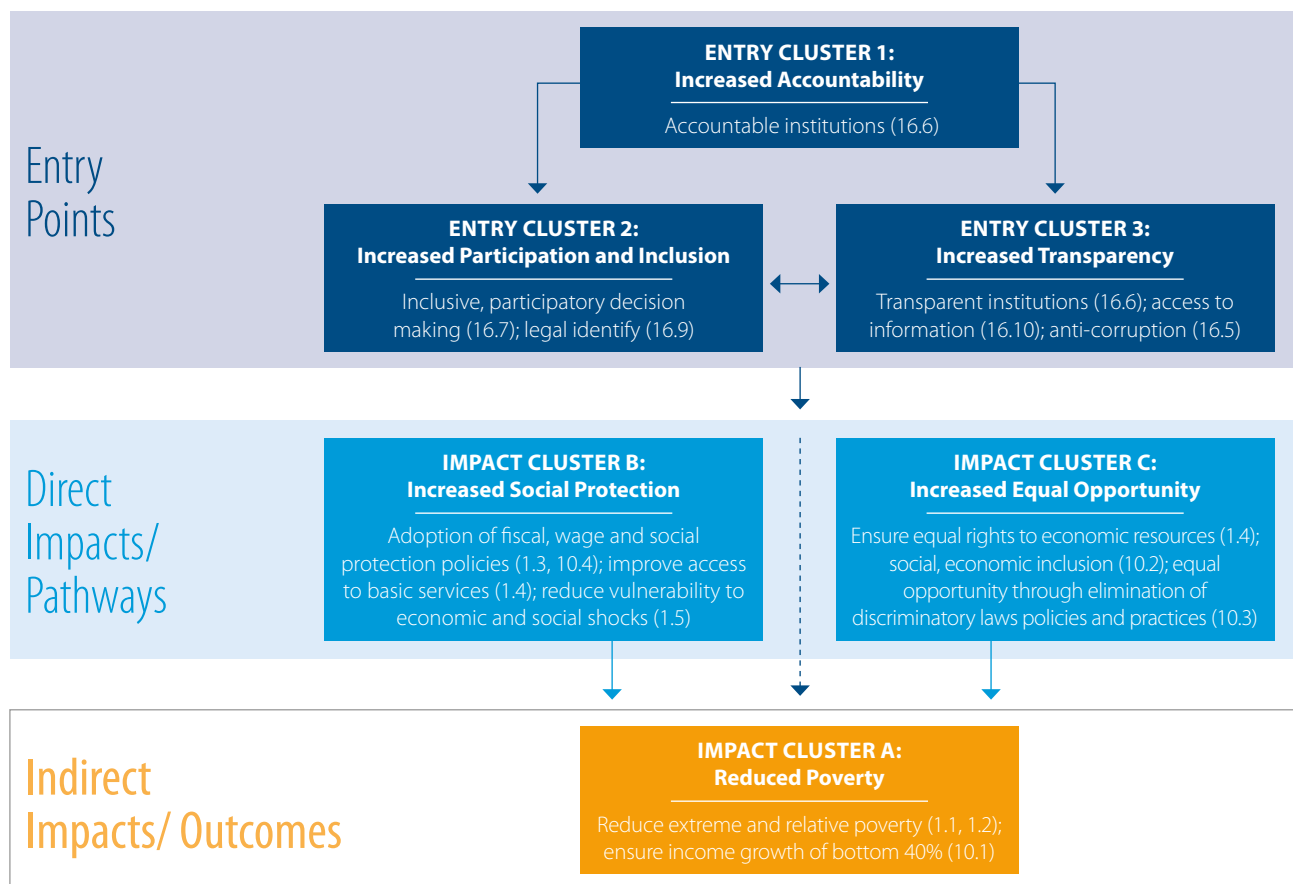 Entry
Points
ENTRY CLUSTER 1:
Increased Accountability
Accountable institutions (16.6)
ENTRY CLUSTER 2:
Increased Participation and Inclusion
Inclusive, participatory decision
making (16.7); legal identify (16.9)
ENTRY CLUSTER 3:
Increased Transparency
Transparent institutions (16.6); access to
information (16.10); anti-corruption (16.5)
Direct
Impacts/
Pathways
IMPACT CLUSTER B:
Increased Social Protection
Adoption of fiscal, wage and social
protection policies (1.3, 10.4); improve access
to basic services (1.4); reduce vulnerability to
economic and social shocks (1.5)
IMPACT CLUSTER C:
Increased Equal Opportunity
Ensure equal rights to economic resources (1.4);
social, economic inclusion (10.2); equal
opportunity through elimination of
discriminatory laws policies and practices (10.3)
Indirect
Impacts/ Outcomes
IMPACT CLUSTER A:
Reduced Poverty
Reduce extreme and relative poverty (1.1, 1.2);
ensure income growth of bottom 40% (10.1)